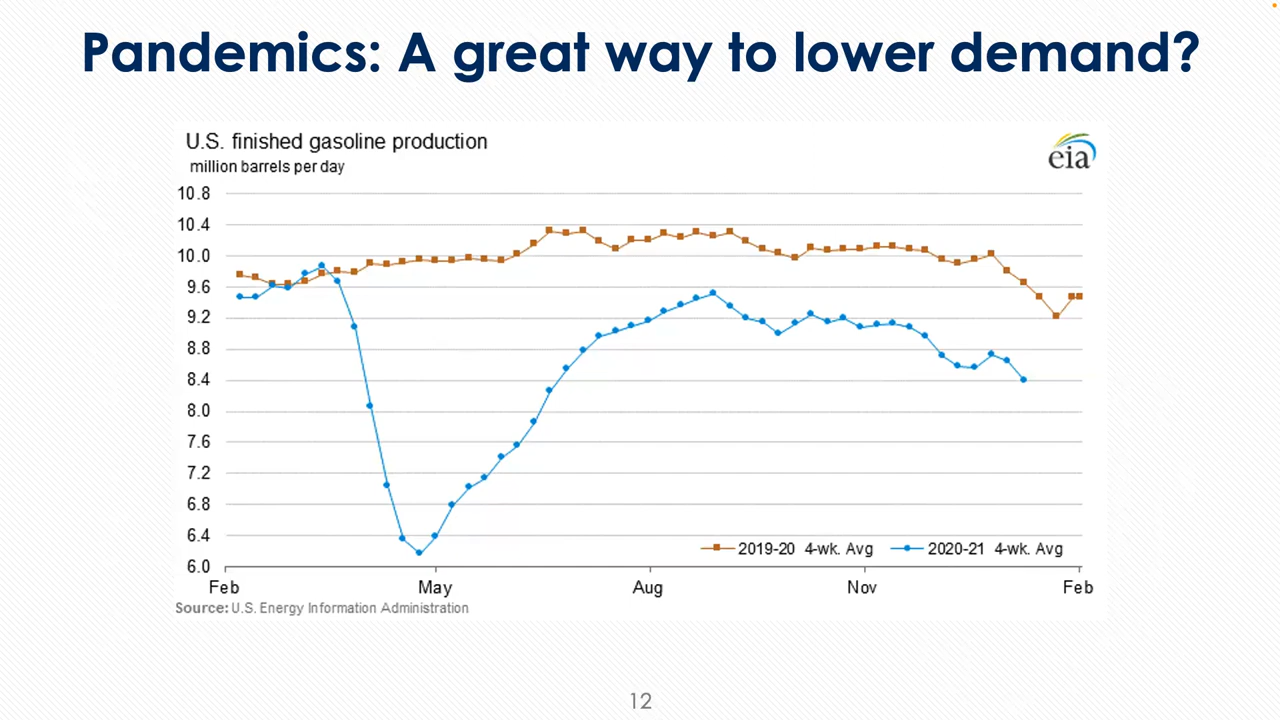 Pandemics: A great way to lower demand?
U.S. finished gasoline production
million barrels per day
eia
10.8
10.4
10.0
9.6
9.2
8.8
8.4
8.0
7.6
7.2
6.8
6.4
6.0
2019-20 4-wk. Avg 2020-21 4-wk. Avg
Feb May Aug Nov Feb
Source: U.S. Energy Information Administration
12